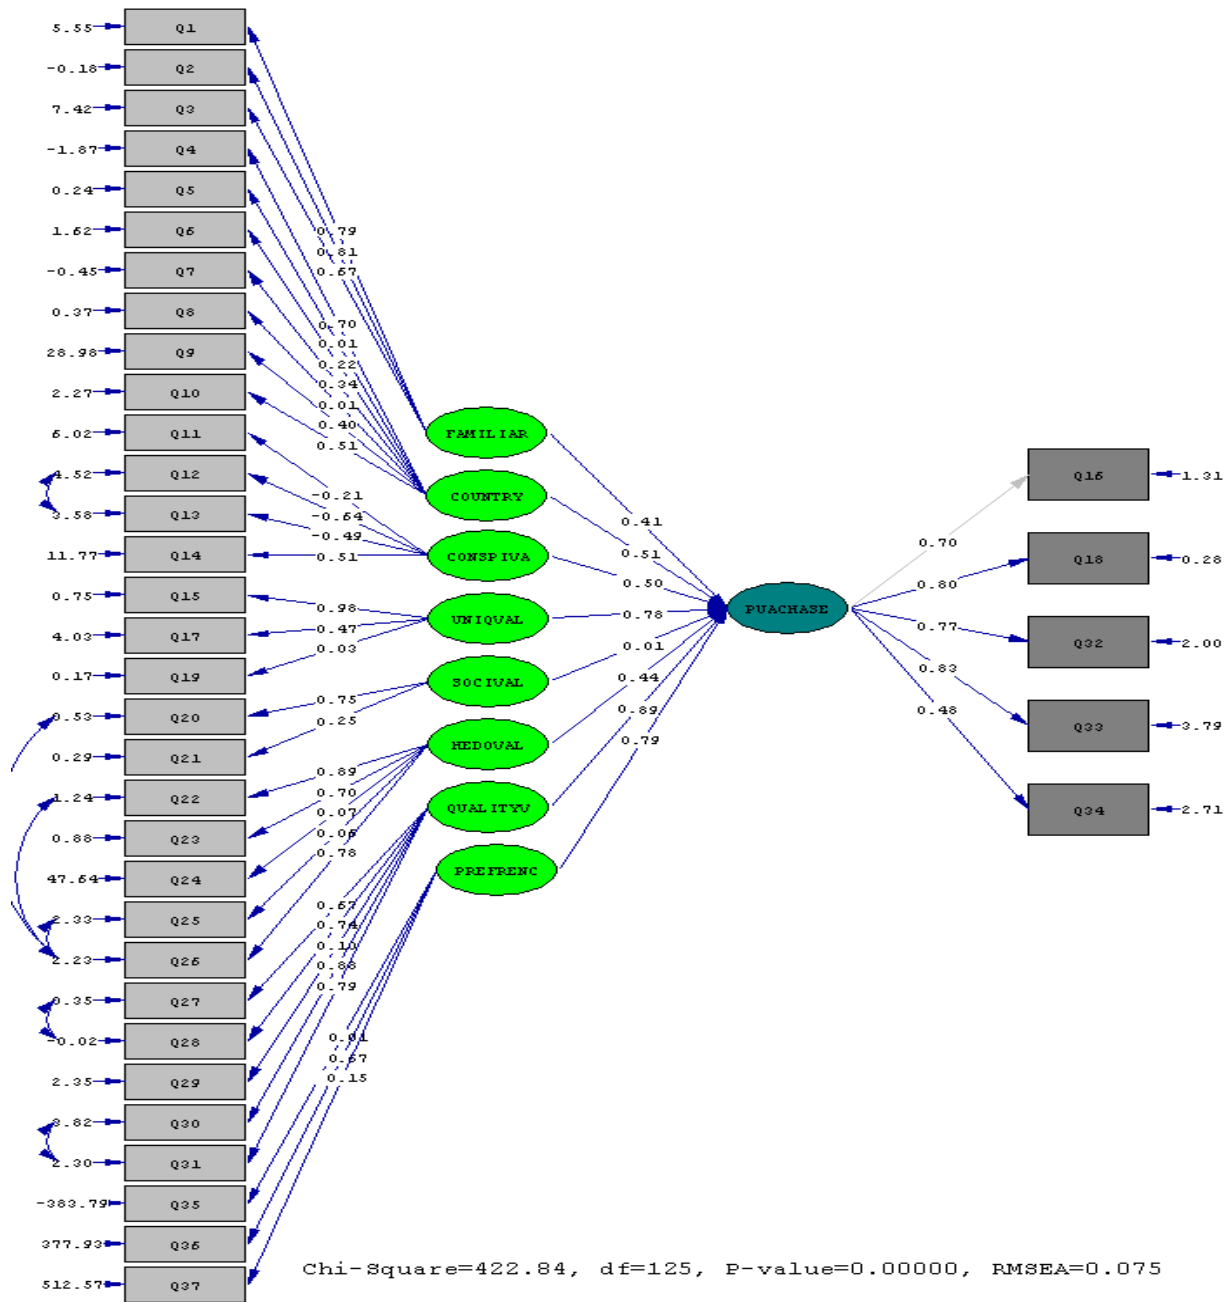 5.55 Q1
-0.18 Q2
7.42 Q3
-1.87 Q4
0.24 Q5
1.62 Q6
-0.45 Q7
0.37 Q8
28.98 Q9
2.27 Q10
6.02 Q11
4.52 Q12
3.58 Q13
11.77 Q14
0.75 Q15
4.03 Q17
0.17 Q19
0.53 Q20
0.29 Q21
1.24 Q22
0.88 Q23
47.64 Q24
2.33 Q25
2.23 Q26
0.35 Q27
-0.02 Q28
2.35 Q29
3.82 Q30
2.30 Q31
-383.79 Q35
377.93 Q36
512.57 Q37
0.79
0.81
0.67
0.70
0.01
0.22
0.34
0.01
0.40
0.51
-0.21
-0.64
-0.49
0.51
0.98
0.47
0.03
0.75
0.25
0.89
0.70
0.07
0.06
0.78
0.67
0.74
0.10
0.88
0.79
0.01
0.67
0.15
FAMILIAR
COUNTRY
CONSPIVA
UNIQVAL
SOCIVAL
HEDOVAL
QUALITYV
PREFRENC
0.41
0.51
0.50
0.78
0.01
0.44
0.89
0.79
PUACHASE
0.70
0.80
0.77
0.83
0.48
Q16 1.31
Q18 0.28
Q32 2.00
Q33 3.79
Q34 2.71
Chi-Square=422.84, df=125, P-value=0.00000, RMSEA=0.075